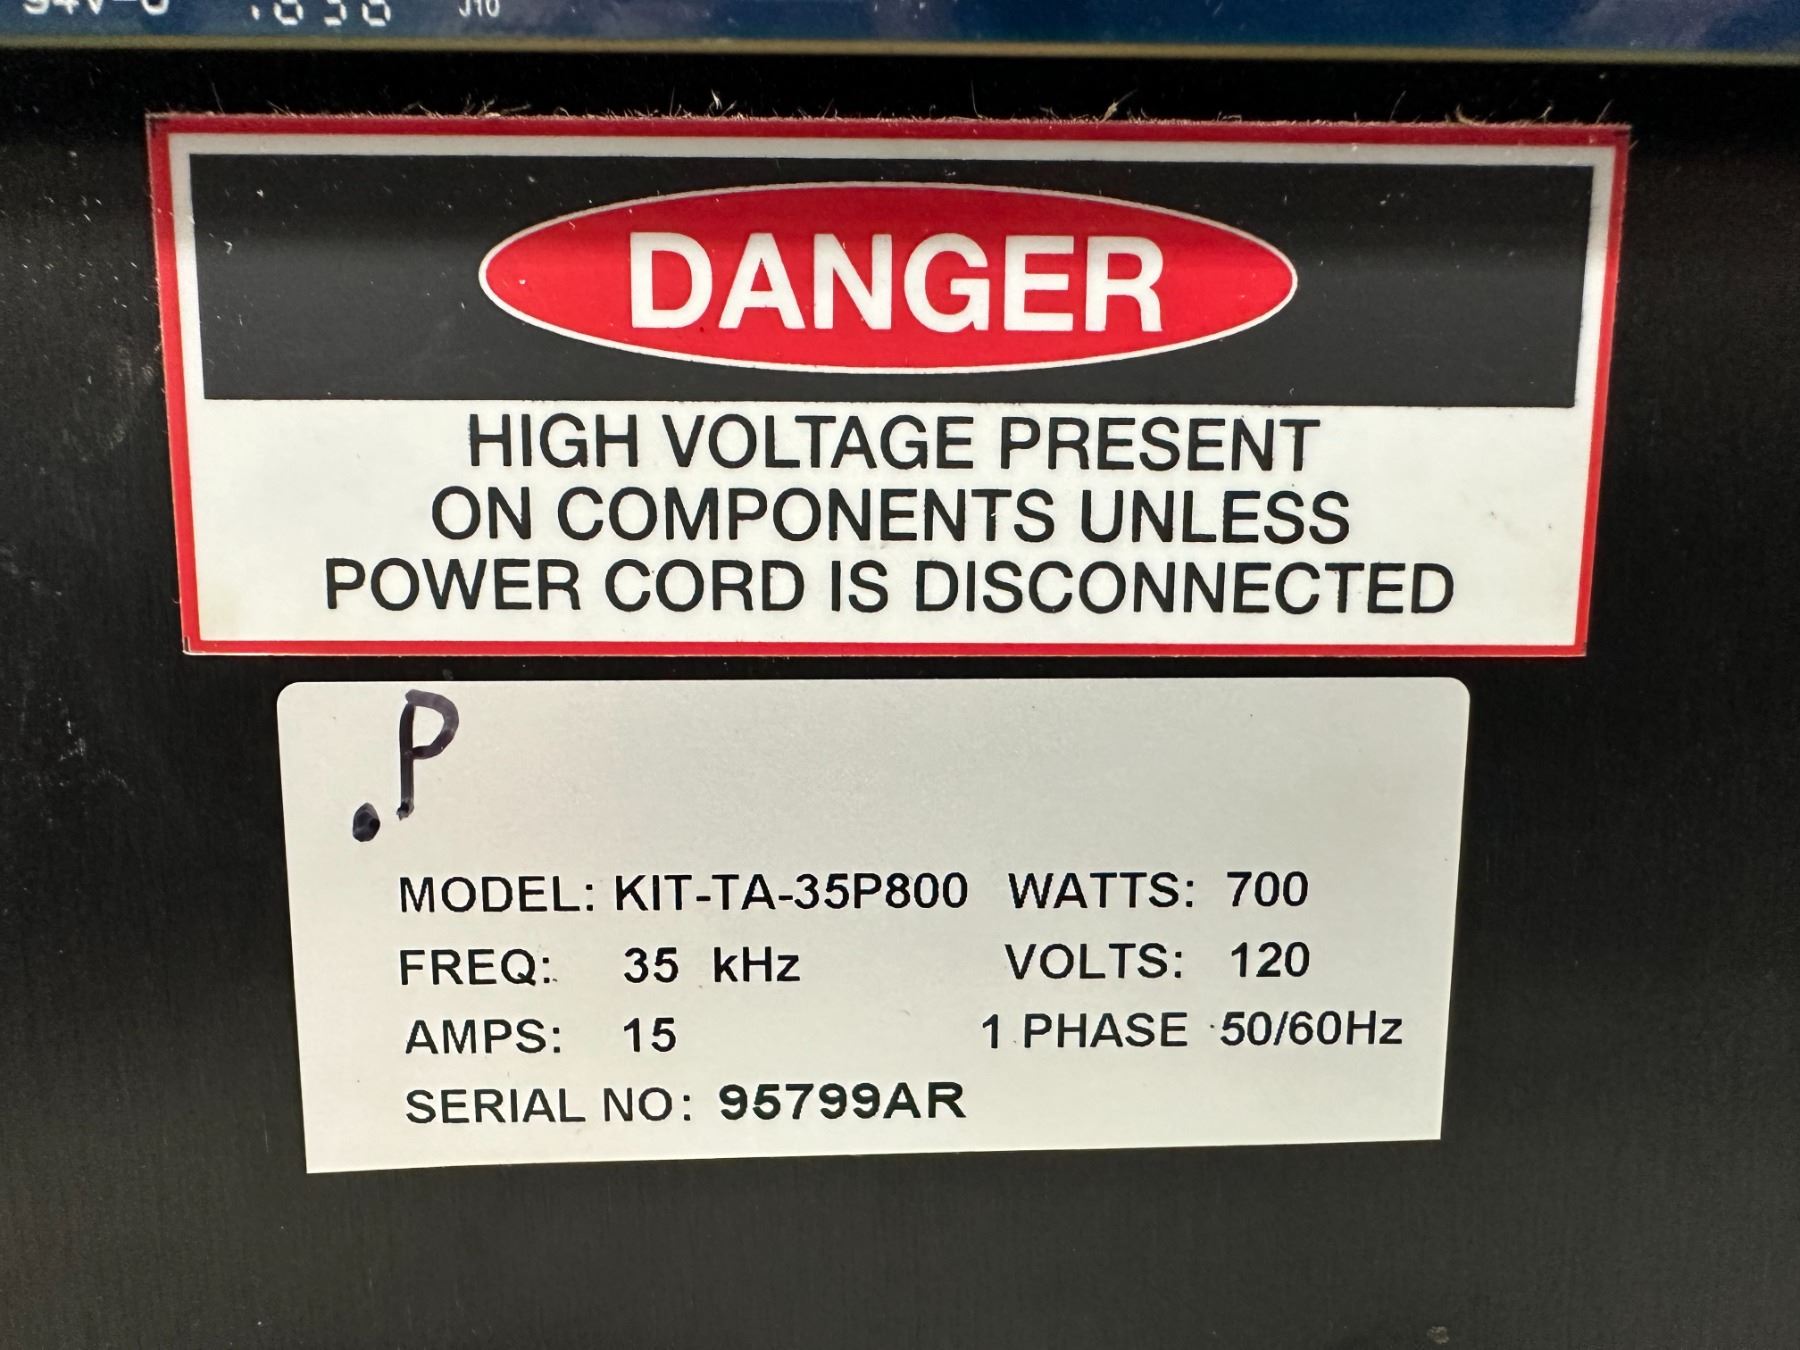 J10
DANGER
HIGH VOLTAGE PRESENT
ON COMPONENTS UNLESS
POWER CORD IS DISCONNECTED
.P
MODEL: KIT-TA-35P800 WATTS: 700
FREQ: 35 kHz VOLTS: 120
AMPS: 15 1 PHASE 50/60Hz
SERIAL NO: 95799AR